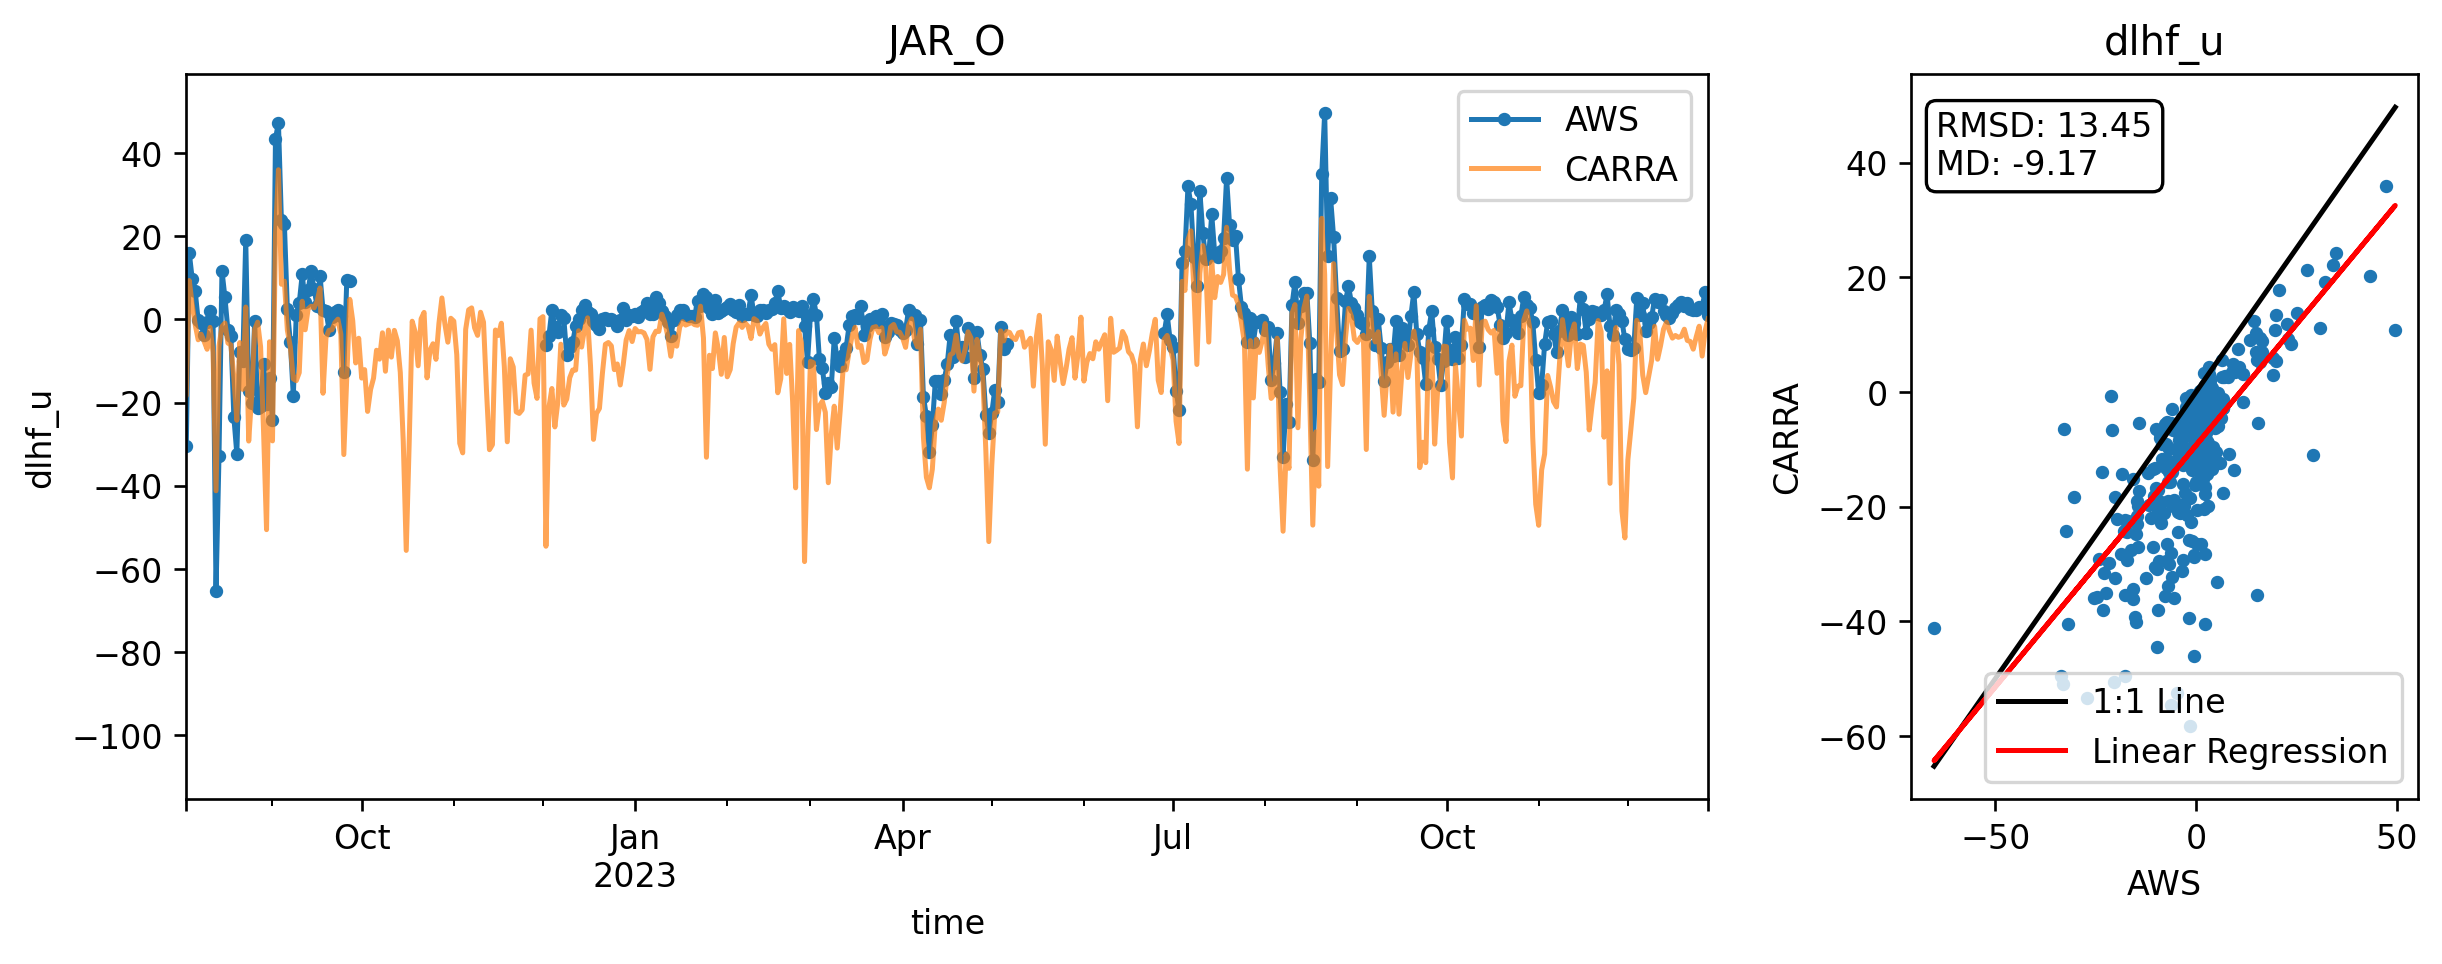 JAR_O
dlhf_u
40
20
0
−20
−40
−60
−80
−100
AWS
CARRA
Oct
Jan
2023
Apr
Jul
Oct
time
dlhf_u
CARRA
RMSD: 13.45
MD: -9.17
40
20
0
−20
−40
−60
1:1 Line
Linear Regression
−50
0
50
AWS